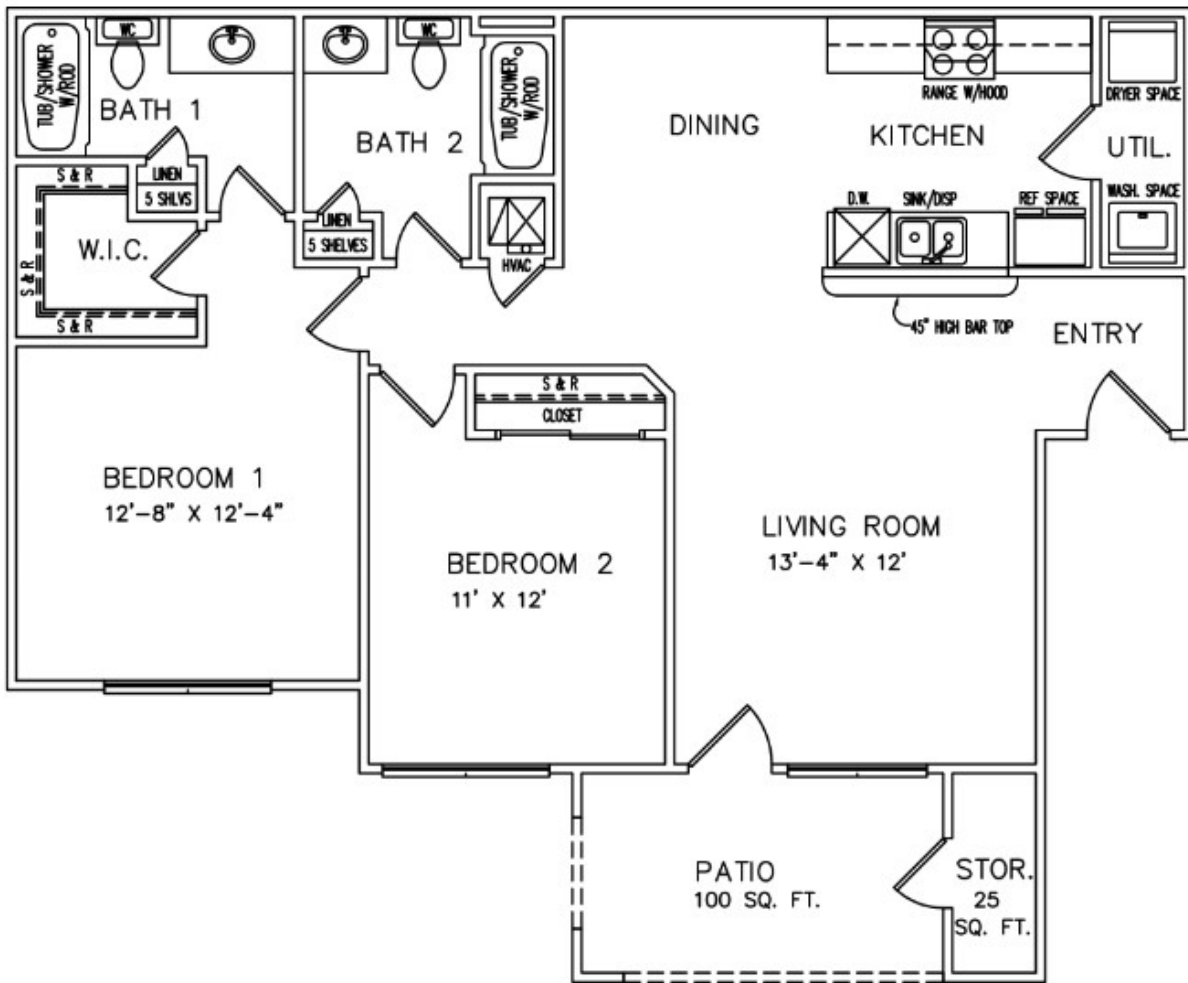 WC
WC
TUB/SHOWER
W/ROD
BATH 1
BATH 2
TUB/SHOWER
W/ROD
DINING
RANGE W/HOOD
KITCHEN
DRYER SPACE
UTIL.
WASH. SPACE
S & R
LINEN
5 SHLVS
W.I.C.
S & R
S & R
LINEN
5 SHELVES
HVAC
D.W.
SINK/DISP
REF SPACE
45" HIGH BAR TOP
ENTRY
S & R
CLOSET
BEDROOM 1
12'-8" X 12'-4"
BEDROOM 2
11' X 12'
LIVING ROOM
13'-4" X 12'
PATIO
100 SQ. FT.
STOR.
25
SQ. FT.